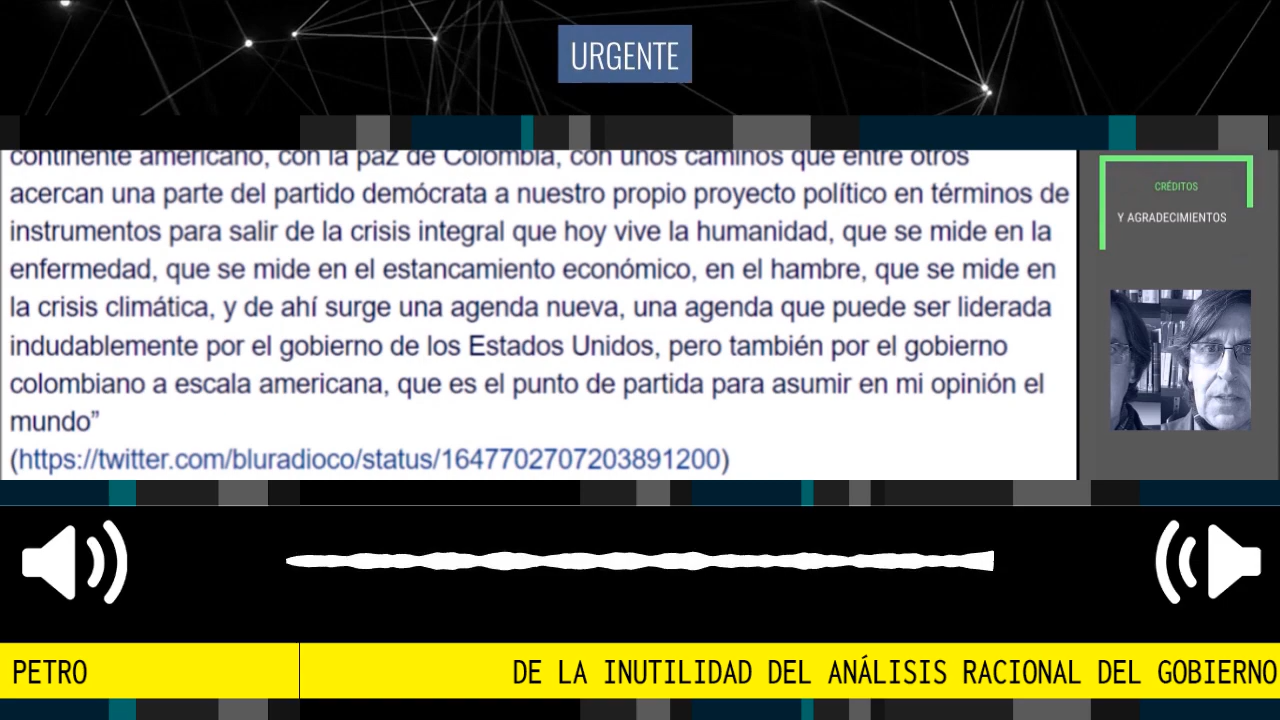 URGENTE
continente americano, con la paz de Colombia, con unos caminos que entre otros
acercan una parte del partido demócrata a nuestro propio proyecto político en términos de
instrumentos para salir de la crisis integral que hoy vive la humanidad, que se mide en la
enfermedad, que se mide en el estancamiento económico, en el hambre, que se mide en
la crisis climática, y de ahí surge una agenda nueva, una agenda que puede ser liderada
indudablemente por el gobierno de los Estados Unidos, pero también por el gobierno
colombiano a escala americana, que es el punto de partida para asumir en mi opinión el
mundo”
(https://twitter.com/bluradioco/status/1647702707203891200)
CRÉDITOS
Y AGRADECIMIENTOS
PETRO
DE LA INUTILIDAD DEL ANÁLISIS RACIONAL DEL GOBIERNO